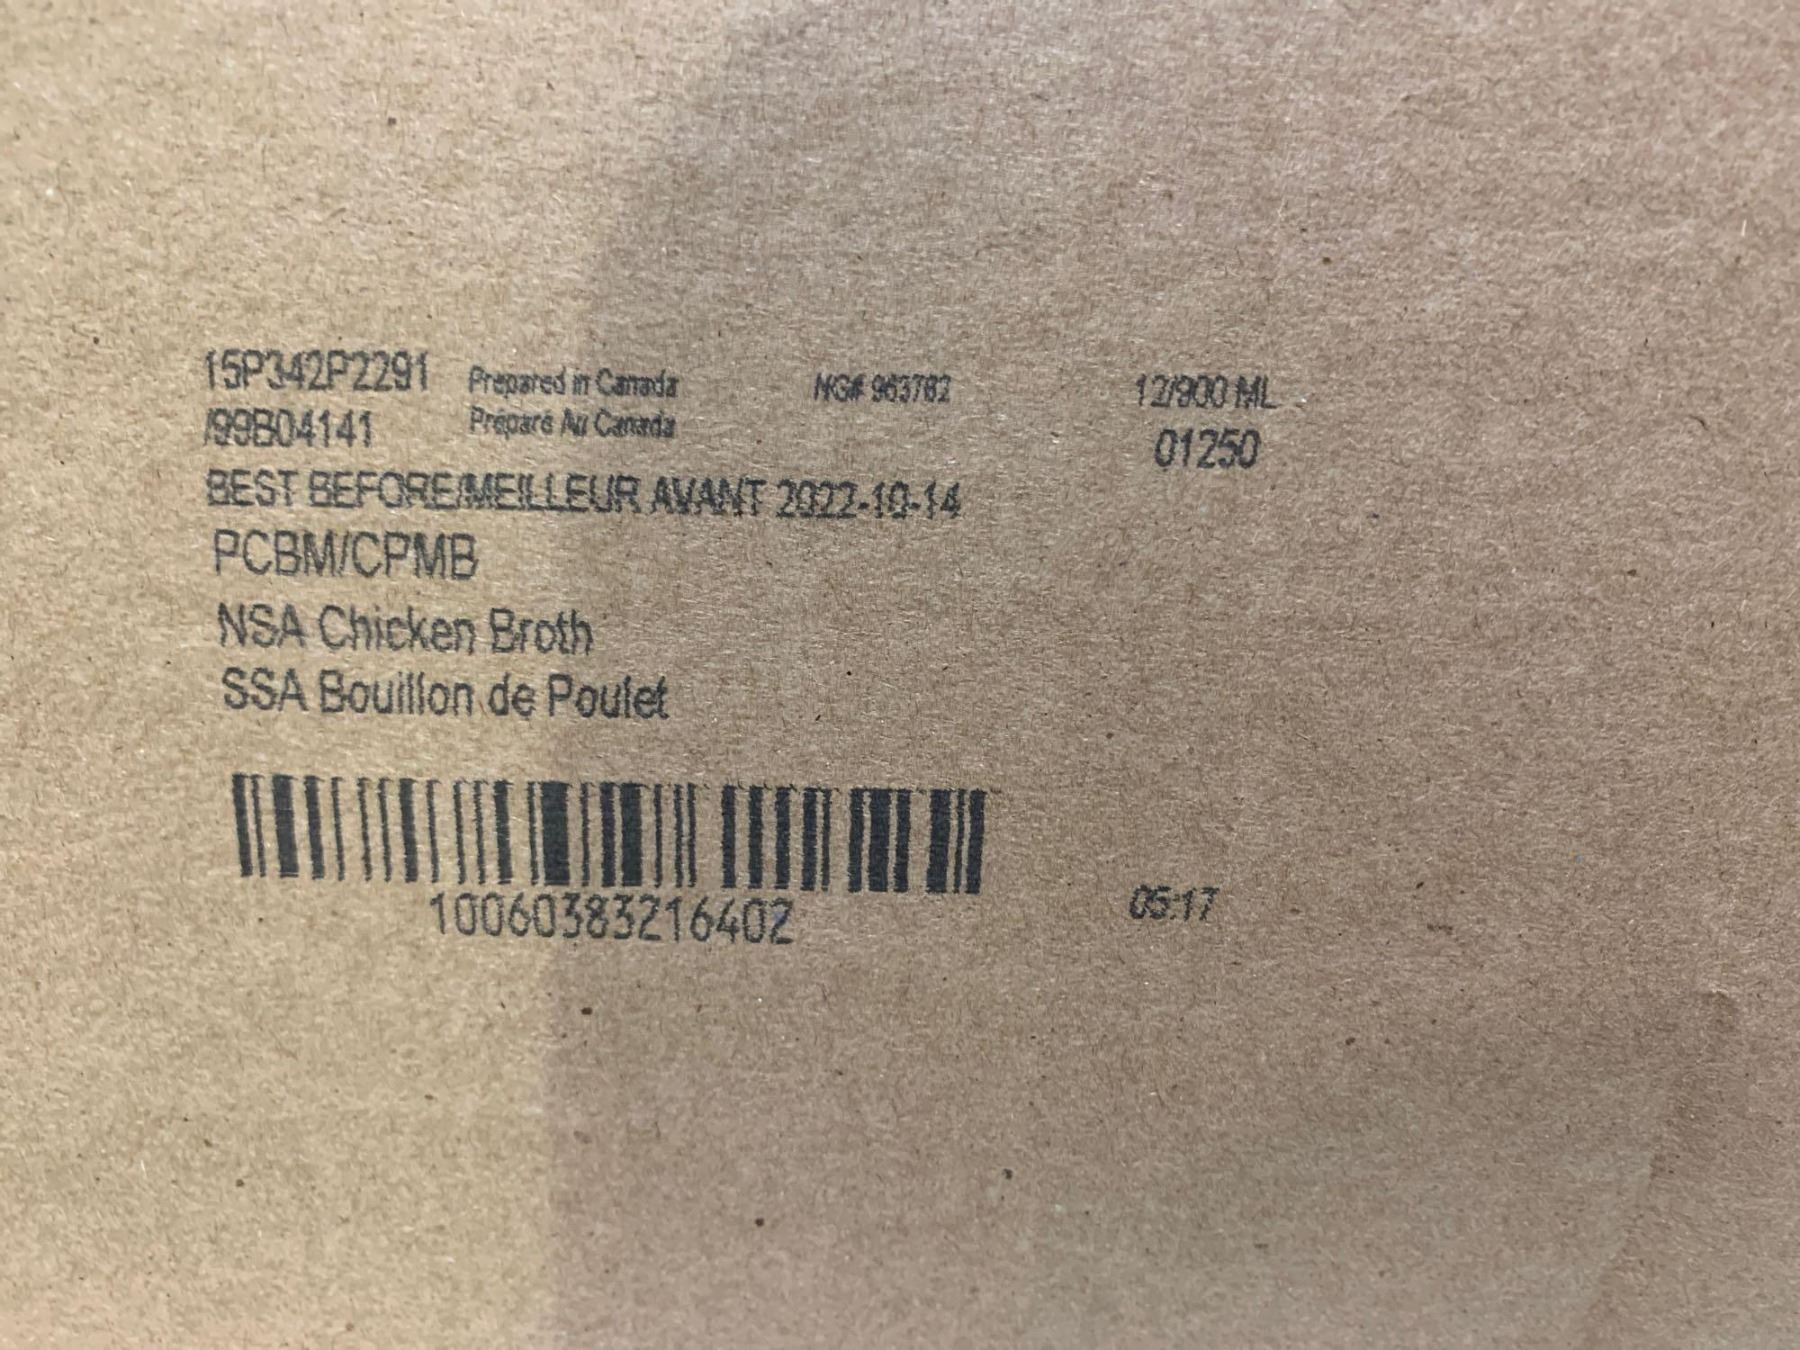 15P342P2291 Prepared in Canada NG# 963782 12/900 ML
/99B04141 Préparé Au Canada 01250
BEST BEFORE/MEILLEUR AVANT 2022-10-14
PCBM/CPMB
NSA Chicken Broth
SSA Bouillon de Poulet
10060383216402 05:17